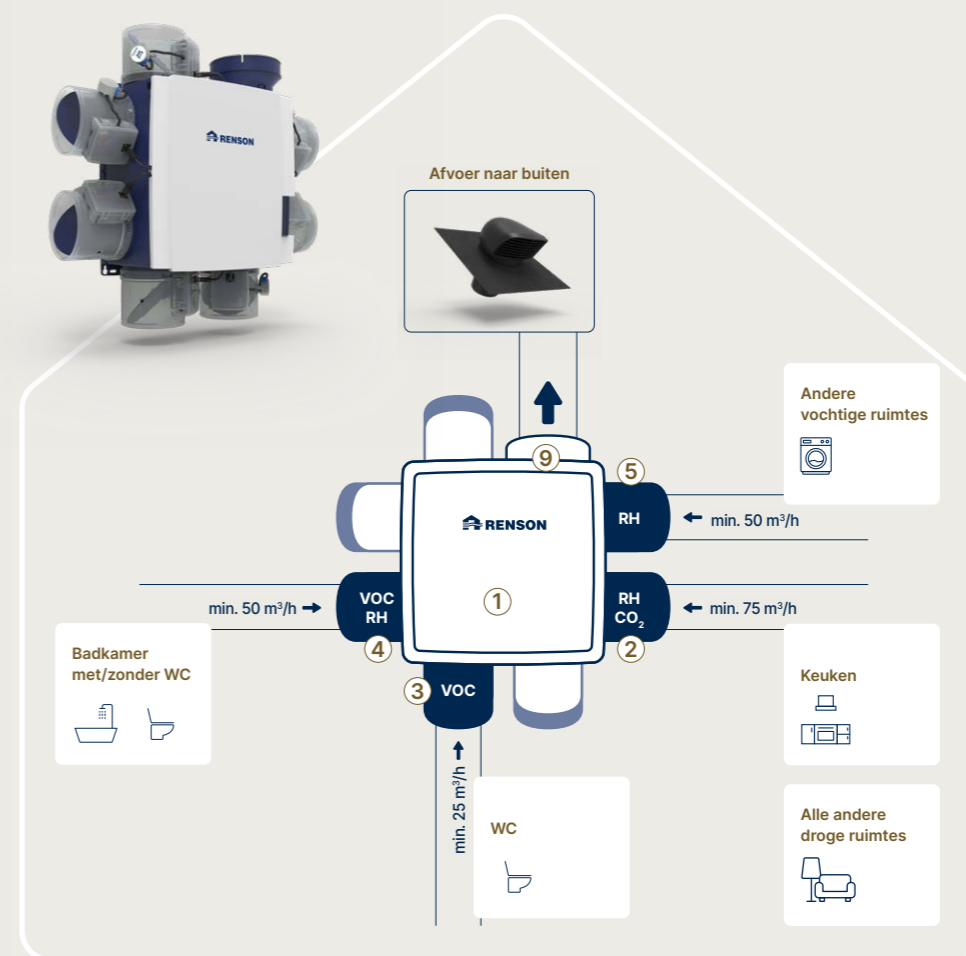 RENSON
Afvoer naar buiten
Andere
vochtige ruimtes
9
5
RENSON
RH
min. 50 m³/h
1
min. 50 m³/h
VOC
RH
4
RH
CO₂
2
min. 75 m³/h
Badkamer
met/zonder WC
3
VOC
Keuken
min. 25 m³/h
WC
Alle andere
droge ruimtes